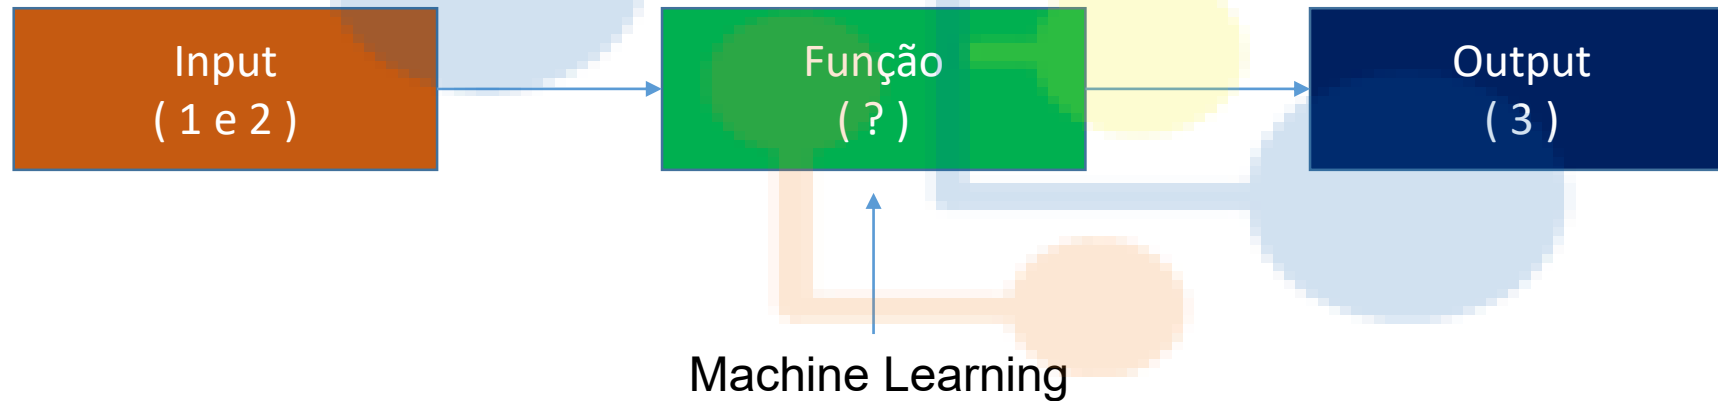 Input
( 1 e 2 )
Função
( ? )
Output
( 3 )
Machine Learning